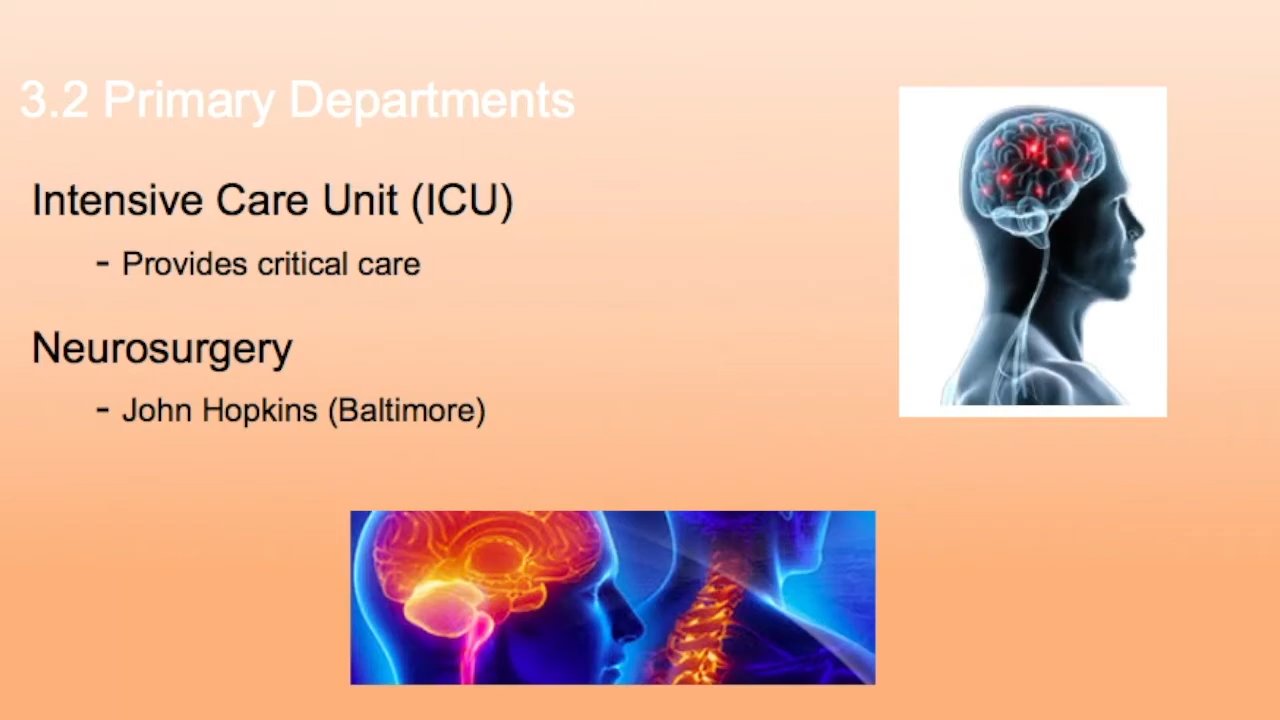 3.2 Primary Departments
Intensive Care Unit (ICU)
- Provides critical care
Neurosurgery
- John Hopkins (Baltimore)